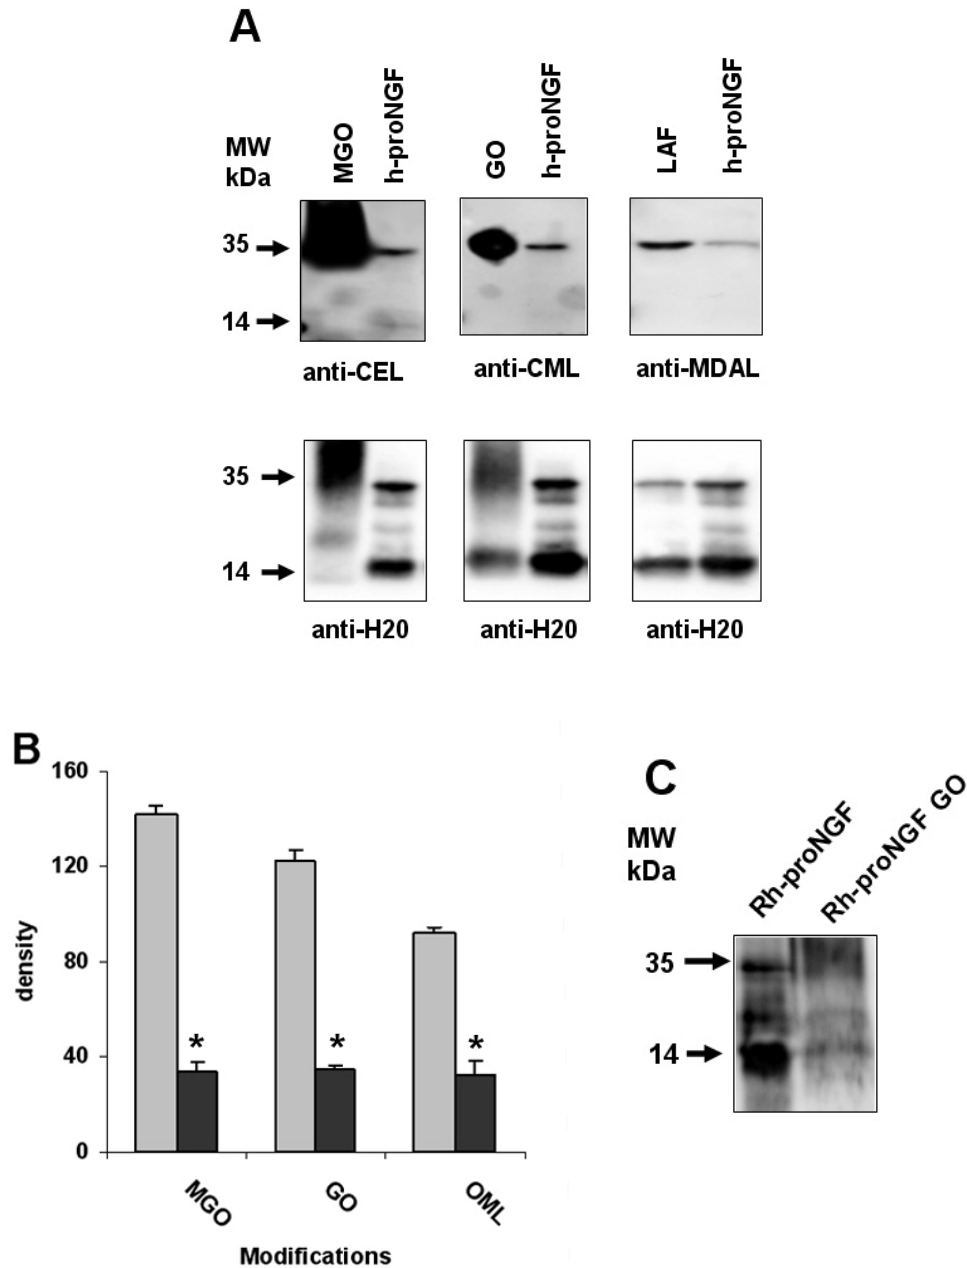 A
MW
kDa
MGO
h-proNGF
GO
h-proNGF
LAF
h-proNGF
35
14
anti-CEL
anti-CML
anti-MDAL
35
14
anti-H20
anti-H20
anti-H20
B
160
120
80
40
0
density
*
*
*
MGO
GO
OML
Modifications
C
MW
kDa
Rh-proNGF
Rh-proNGF GO
35
14